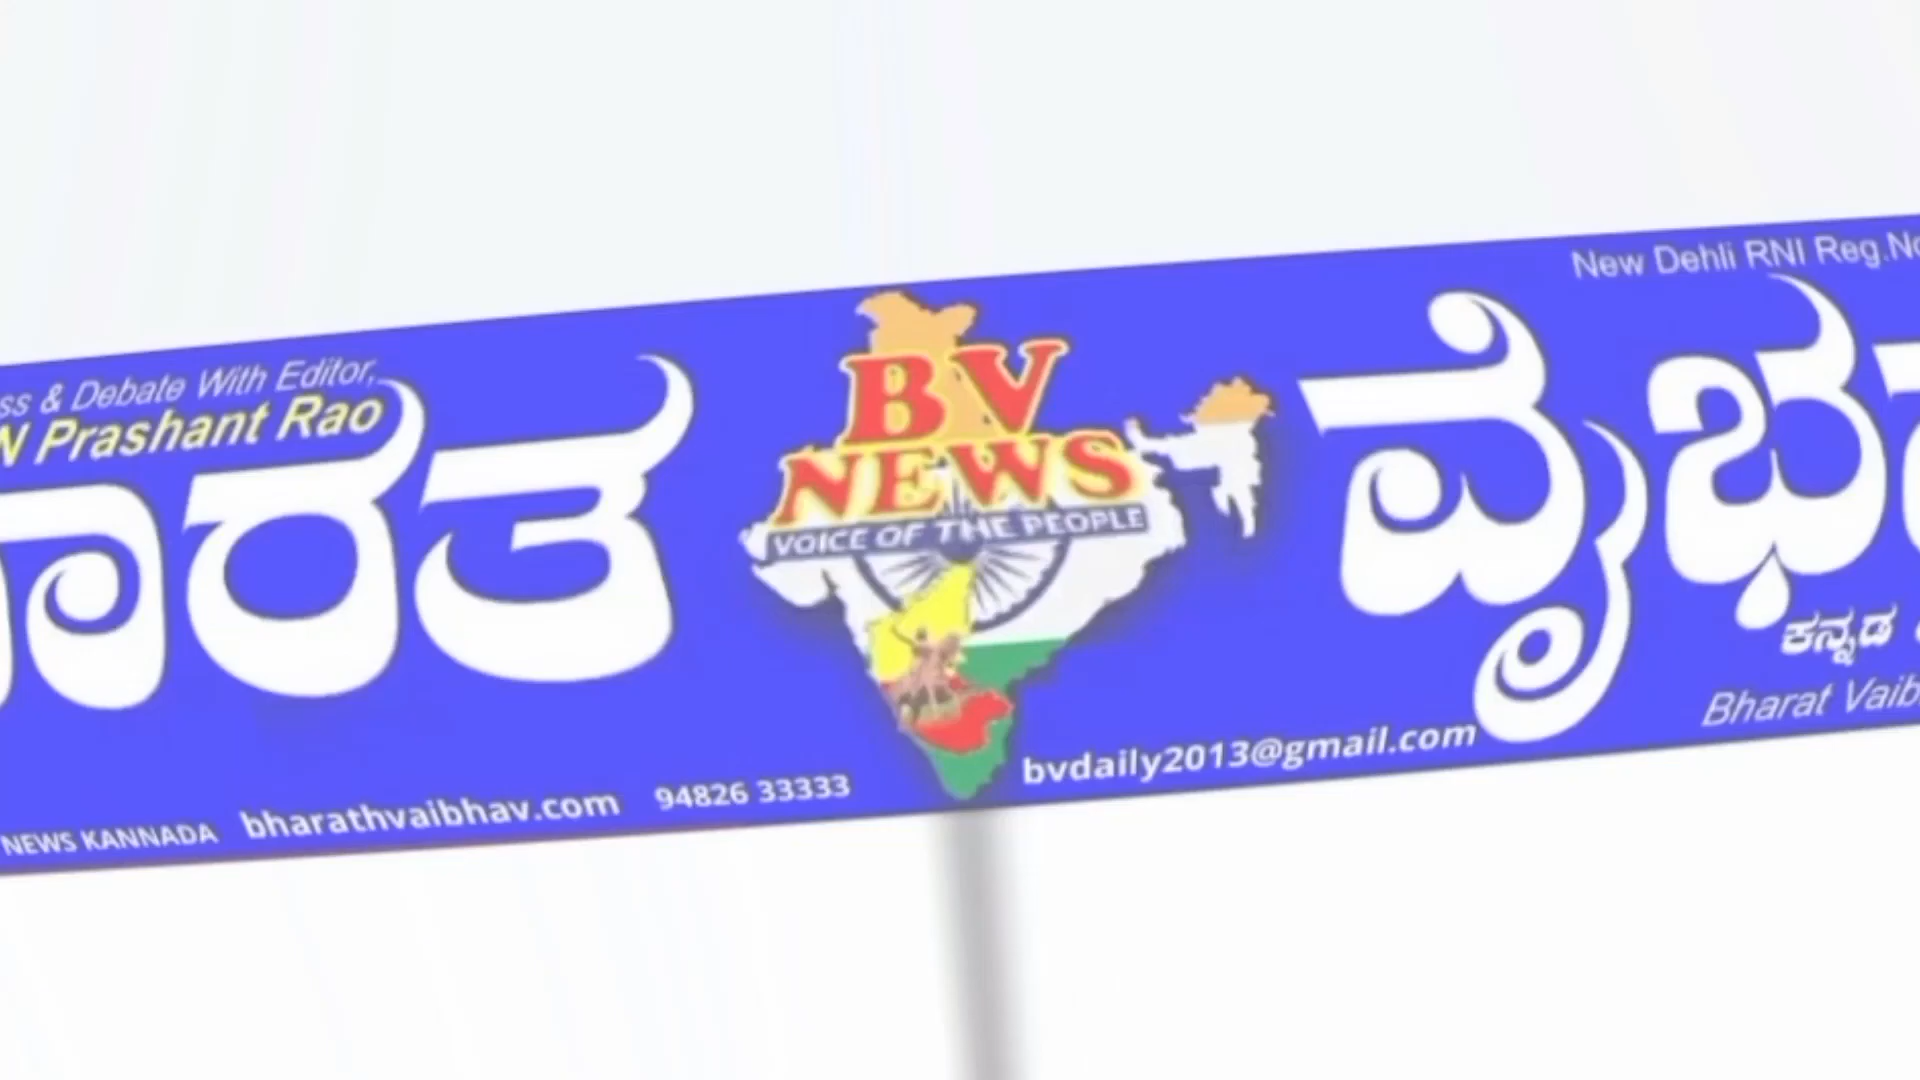 New Dehli RNI Reg.No
ss & Debate With Editor,
N Prashant Rao
ಾರತ
BV
NEWS
VOICE OF THE PEOPLE
ವೈಭ
ಕನ್ನಡ
Bharat Vaib
NEWS KANNADA bharathvaibhav.com 94826 33333
bvdaily2013@gmail.com